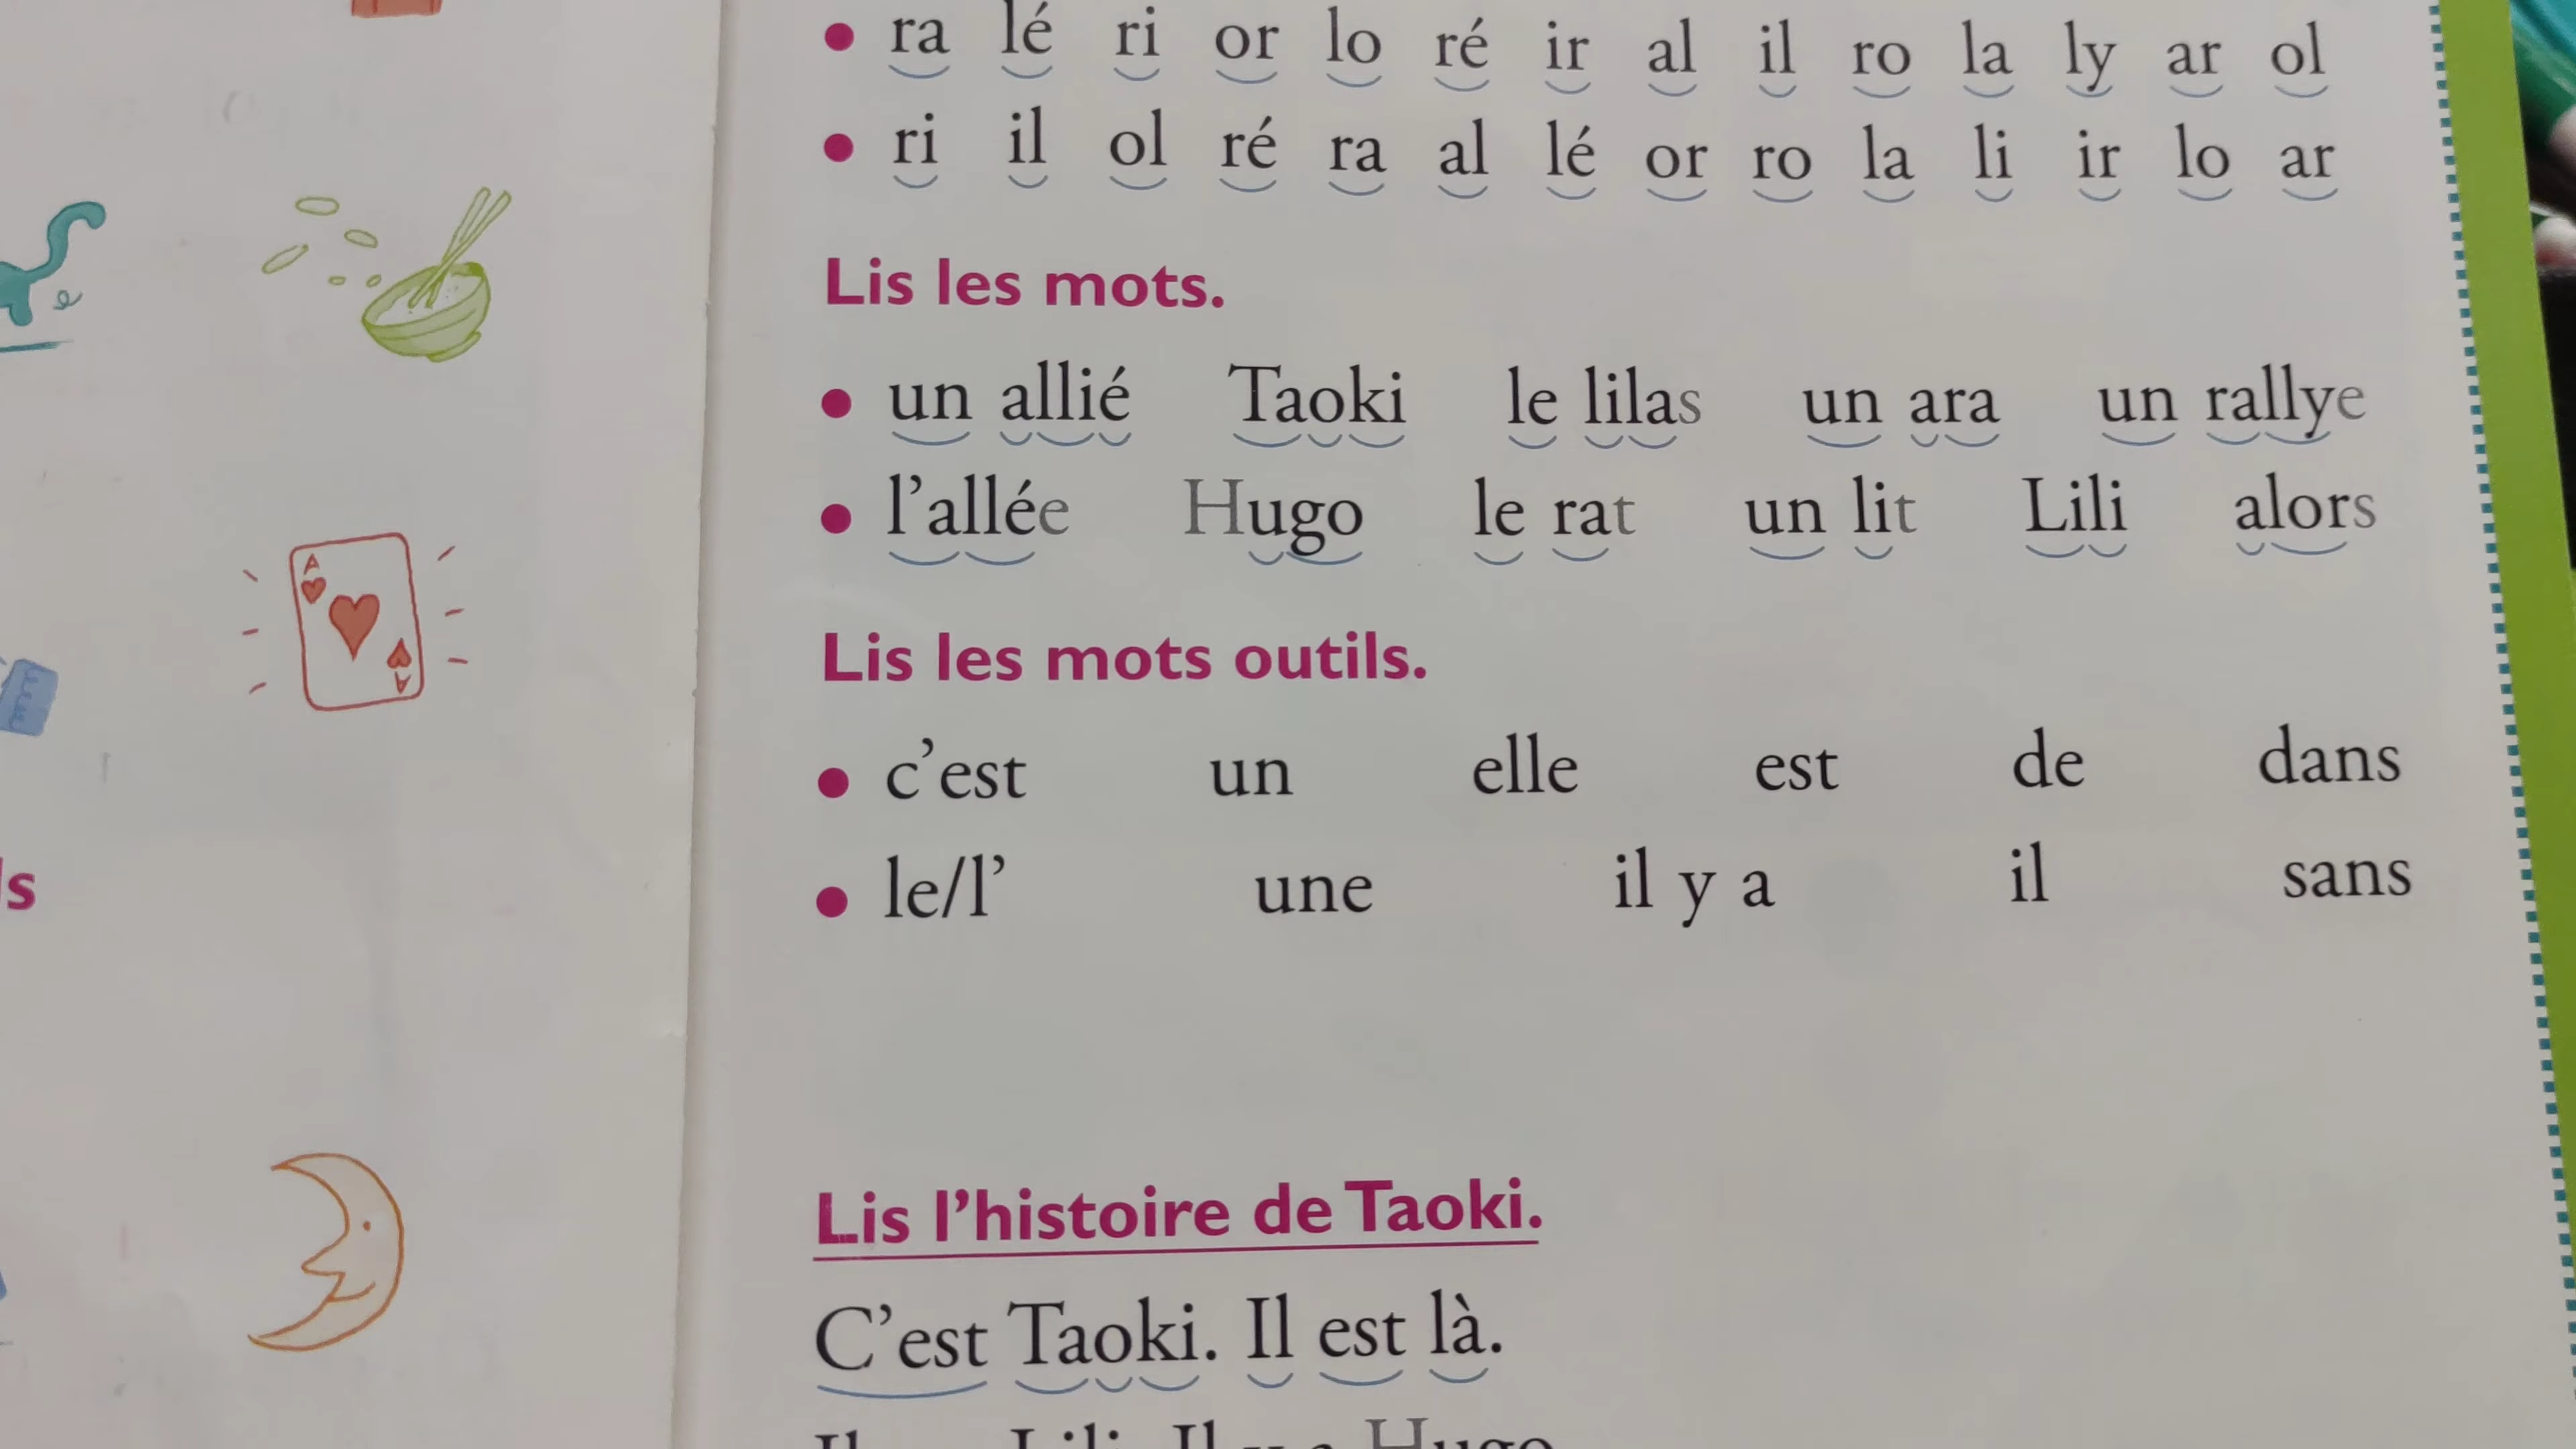 ra lé ri or lo ré ir al il ro la ly ar ol
ri il ol ré ra al lé or ro la li ir lo ar
Lis les mots.
un allié Taoki le lilas un ara un rallye
l'allée Hugo le rat un lit Lili alors
Lis les mots outils.
c'est un elle est de dans
le/l' une il y a il sans
Lis l'histoire de Taoki.
C'est Taoki. Il est là.
Lili. Il y a Hugo
A
A